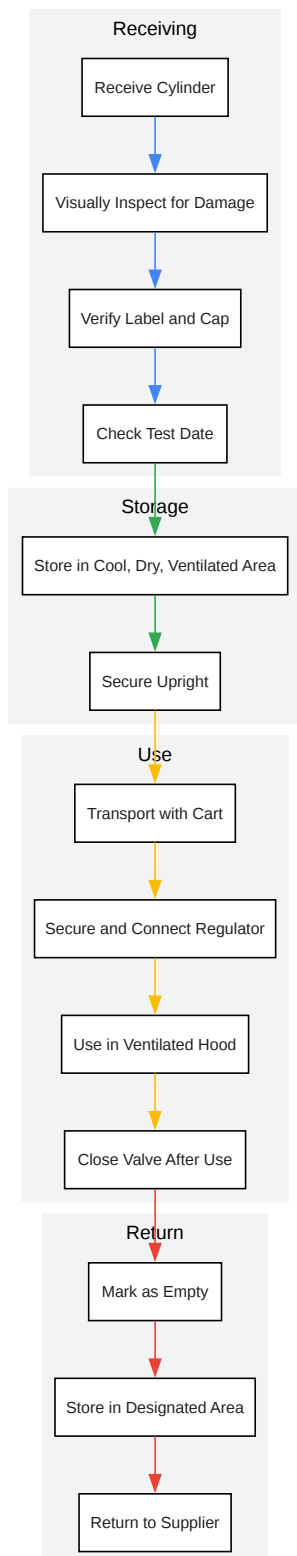 Receiving
Receive Cylinder
Visually Inspect for Damage
Verify Label and Cap
Check Test Date
Storage
Store in Cool, Dry, Ventilated Area
Secure Upright
Use
Transport with Cart
Secure and Connect Regulator
Use in Ventilated Hood
Close Valve After Use
Return
Mark as Empty
Store in Designated Area
Return to Supplier